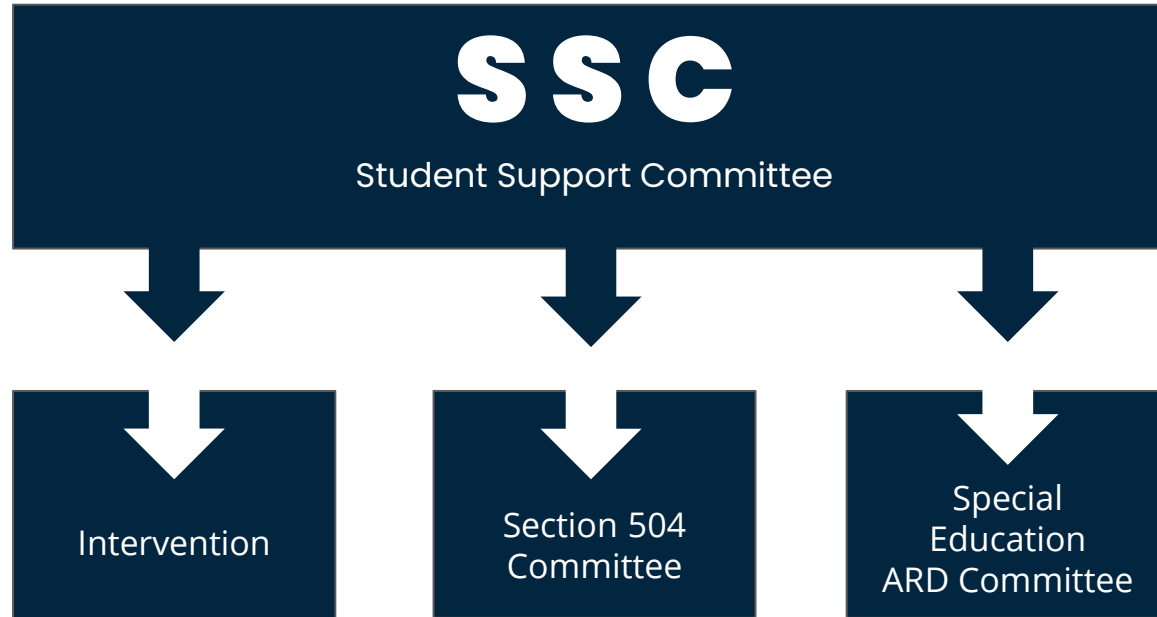 SSC
Student Support Committee
Intervention
Section 504
Committee
Special
Education
ARD Committee